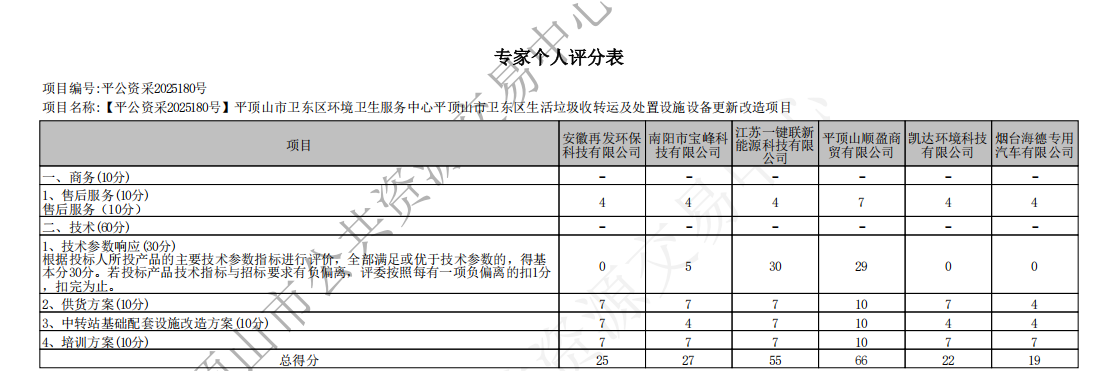 专家个人评分表
项目编号:平公资采2025180号
项目名称:【平公资采2025180号】平顶山市卫东区环境卫生服务中心平顶山市卫东区生活垃圾收转运及处置设施设备更新改造项目
项目 安徽再发环保科技有限公司 南阳市宝峰科技有限公司 江苏一键联新能源科技有限公司 平顶山顺盈商贸有限公司 凯达环境科技有限公司 烟台海德专用汽车有限公司
一、商务(10分) - - - - - -
1、售后服务(10分)
售后服务（10分） 4 4 4 7 4 4
二、技术(60分) - - - - - -
1、技术参数响应(30分)
根据投标人所投产品的主要技术参数指标进行评价，全部满足或优于技术参数的，得基
本分30分。若投标产品技术指标与招标要求有负偏离，评委按照每有一项负偏离的扣1分
，扣完为止。 0 5 30 29 0 0
2、供货方案(10分) 7 7 7 10 7 4
3、中转站基础配套设施改造方案(10分) 7 4 7 10 4 4
4、培训方案(10分) 7 7 7 10 7 7
总得分 25 27 55 66 22 19
顶山市公共资源交易中心
资源交易中心